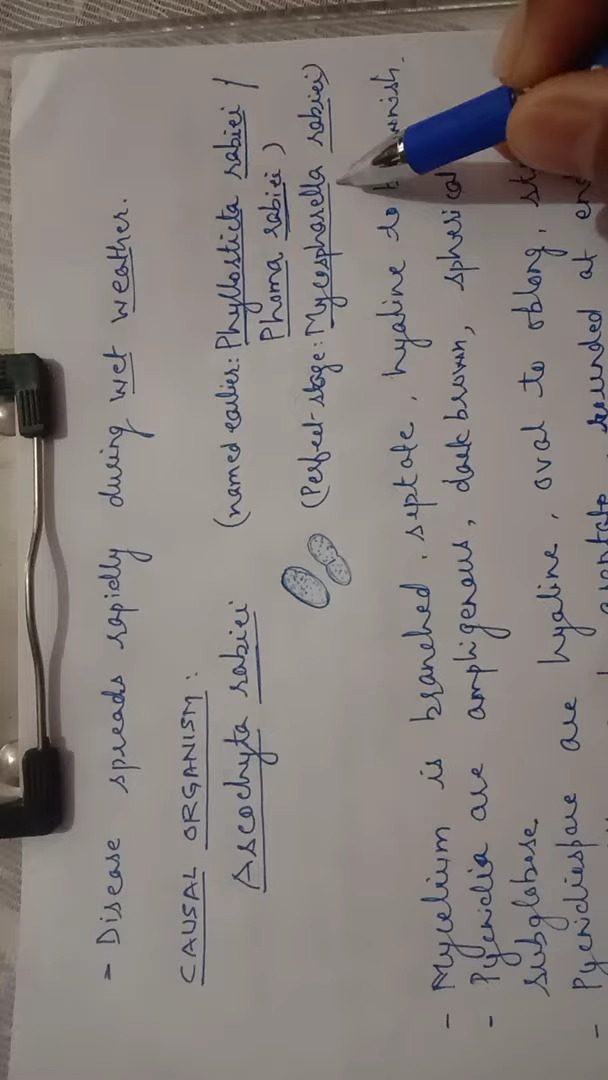 - Disease spreads rapidly during wet weather.
CAUSAL ORGANISM:
Ascochyta rabiei (named earlier: Phyllosticta rabiei /
Phoma rabiei)
(Perfect stage: Mycosphaerella rabiei)
- Mycelium is branched, septate, hyaline to
- Pycnidia are amphigenous, dark brown, spherical
subglobose.
- Pycnidiospore are hyaline, oval to oblong,
rounded at